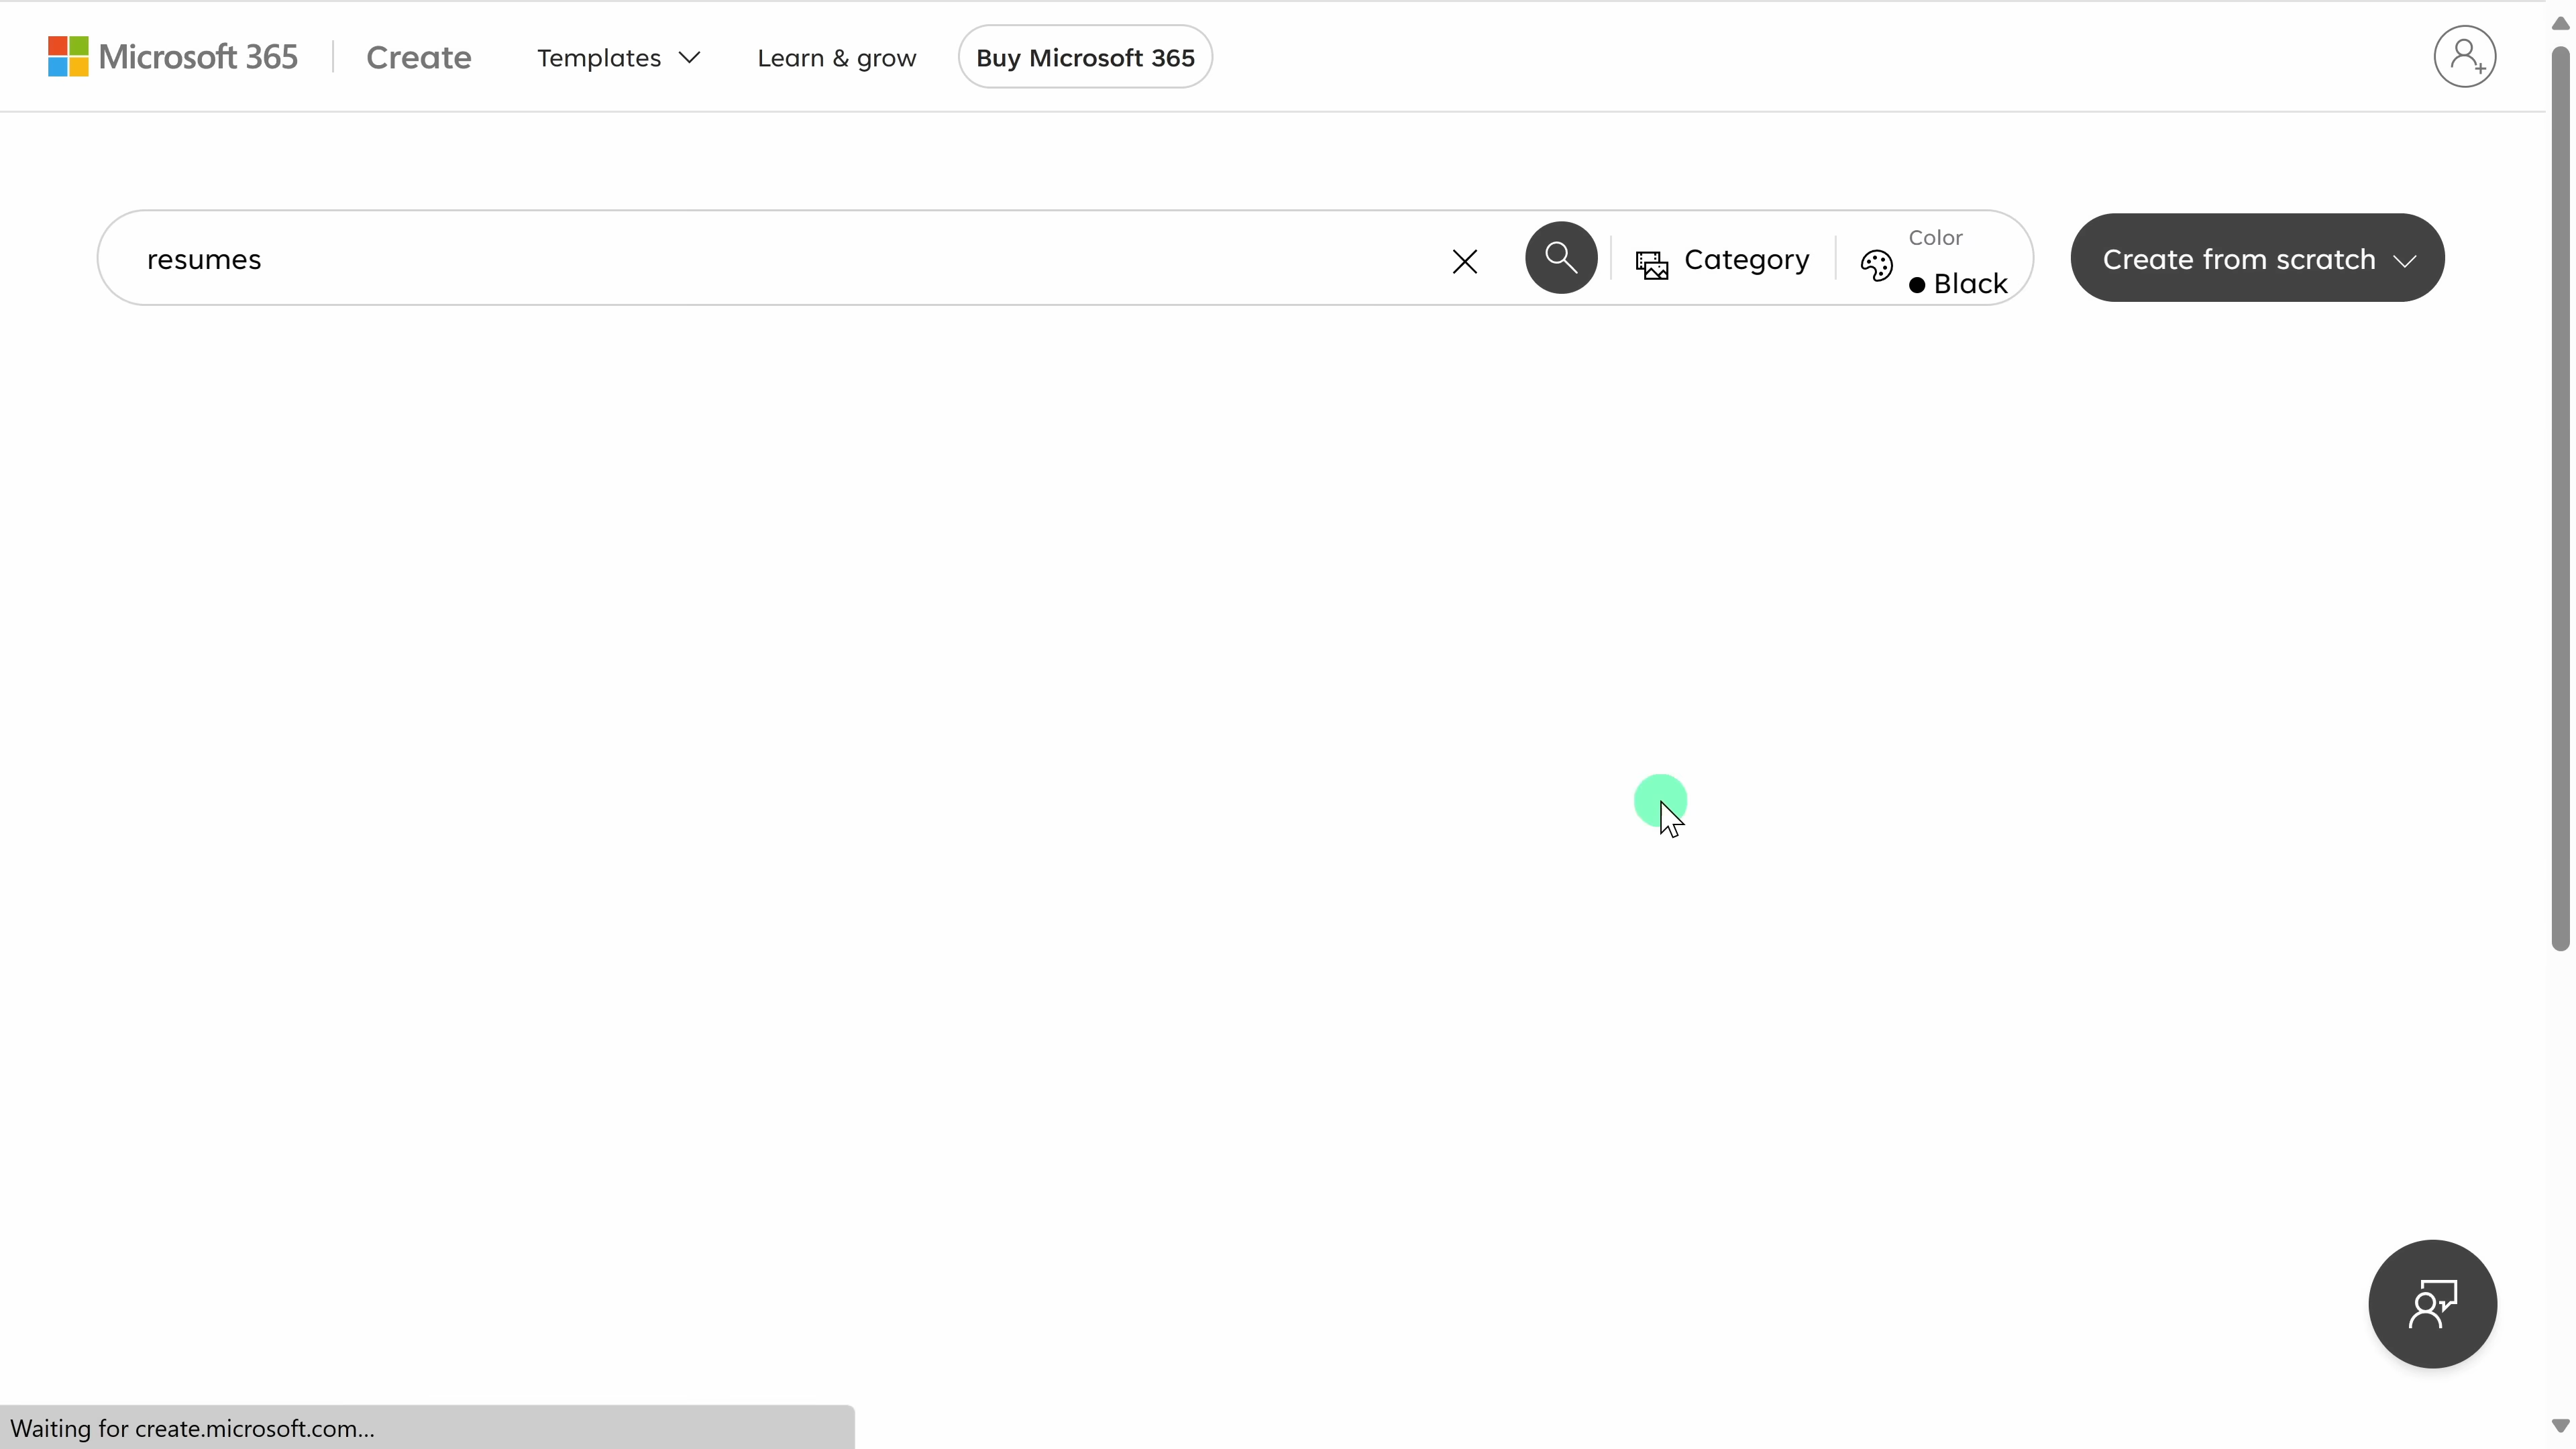 Microsoft 365 Create Templates Learn & grow Buy Microsoft 365
resumes Category Color Create from scratch
Black
Waiting for create.microsoft.com...